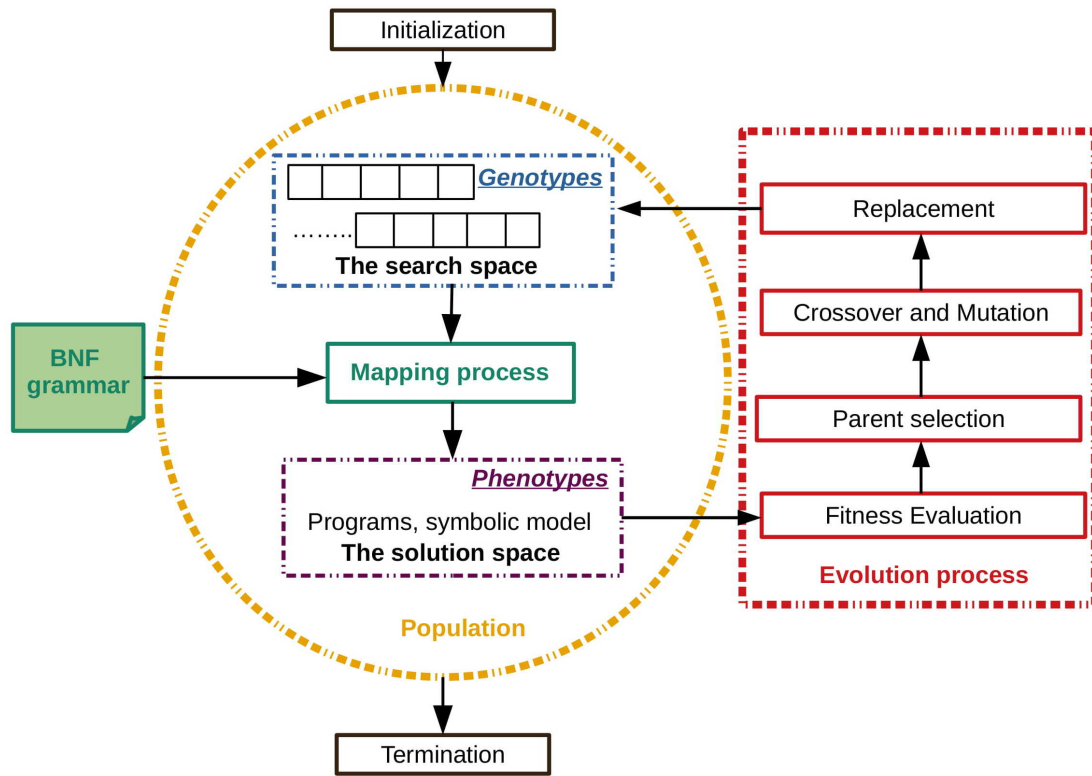 Initialization
Genotypes
........
The search space
BNF
grammar
Mapping process
Phenotypes
Programs, symbolic model
The solution space
Population
Termination
Replacement
Crossover and Mutation
Parent selection
Fitness Evaluation
Evolution process